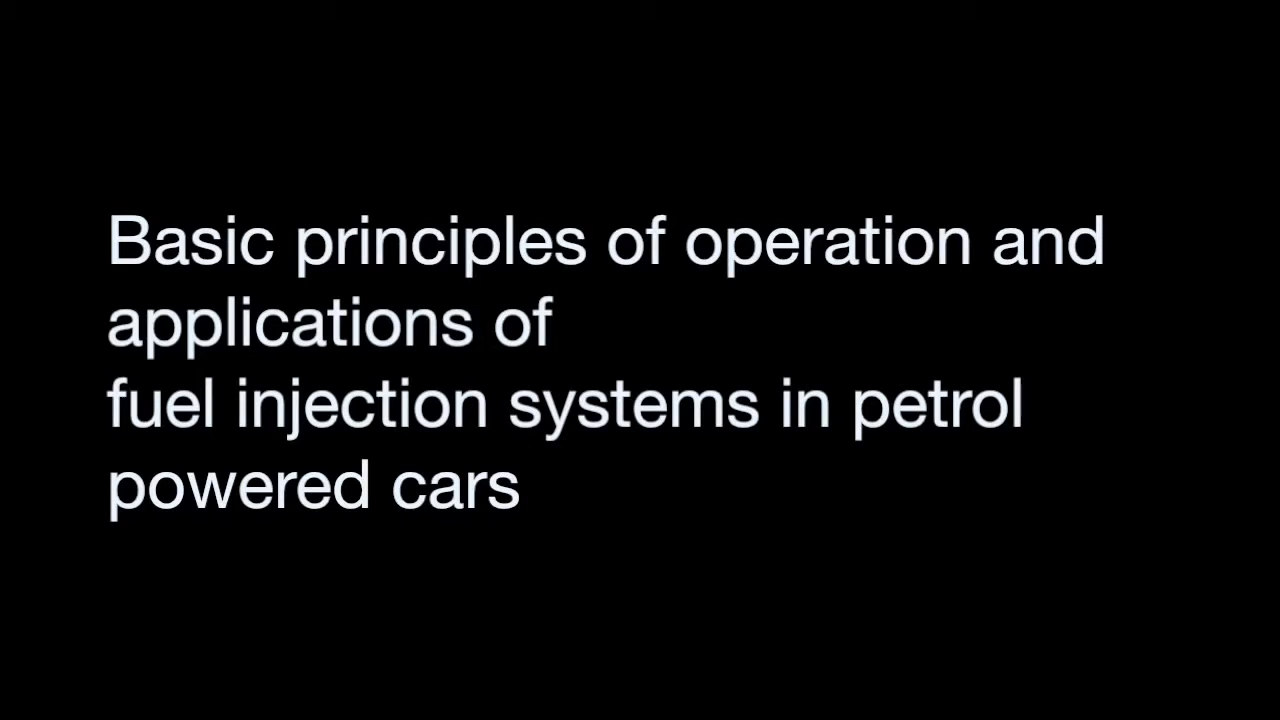 Basic principles of operation and
applications of
fuel injection systems in petrol
powered cars